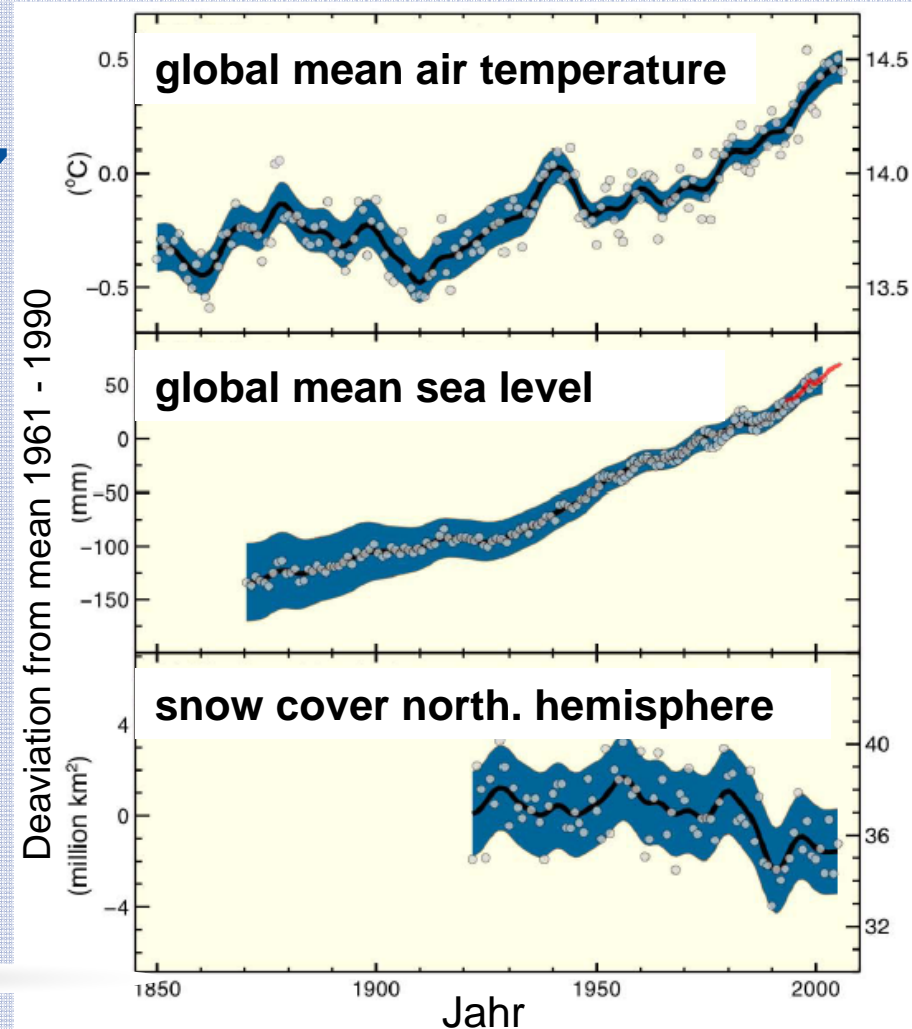 Deaviation from mean 1961 - 1990
global mean air temperature
(°C)
0.5
0.0
−0.5
14.5
14.0
13.5
global mean sea level
(mm)
50
0
−50
−100
−150
snow cover north. hemisphere
(million km²)
4
0
−4
40
36
32
1850
1900
1950
2000
Jahr